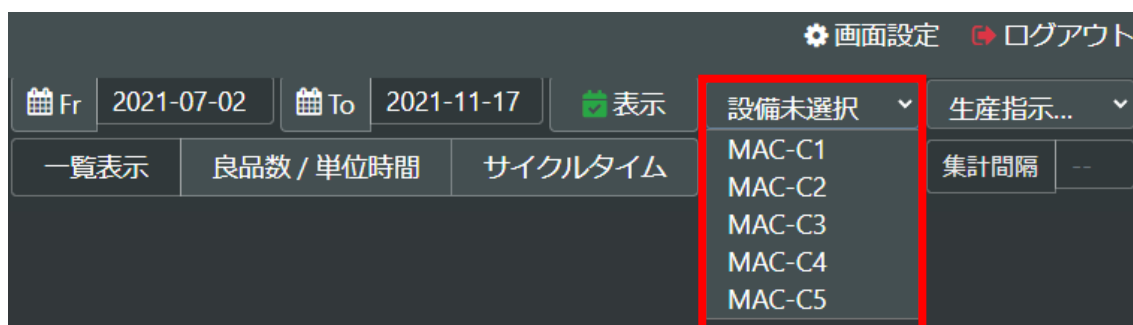 画面設定 ログアウト
Fr 2021-07-02 To 2021-11-17 表示 設備未選択 生産指示...
一覧表示 良品数 / 単位時間 サイクルタイム 集計間隔 --
MAC-C1
MAC-C2
MAC-C3
MAC-C4
MAC-C5